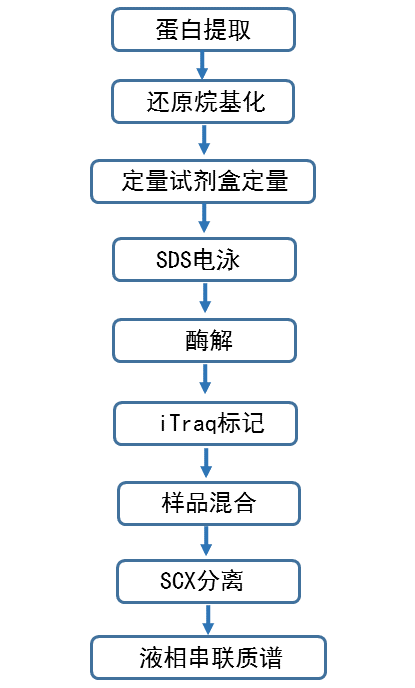 蛋白提取
还原烷基化
定量试剂盒定量
SDS电泳
酶解
iTraq标记
样品混合
SCX分离
液相串联质谱